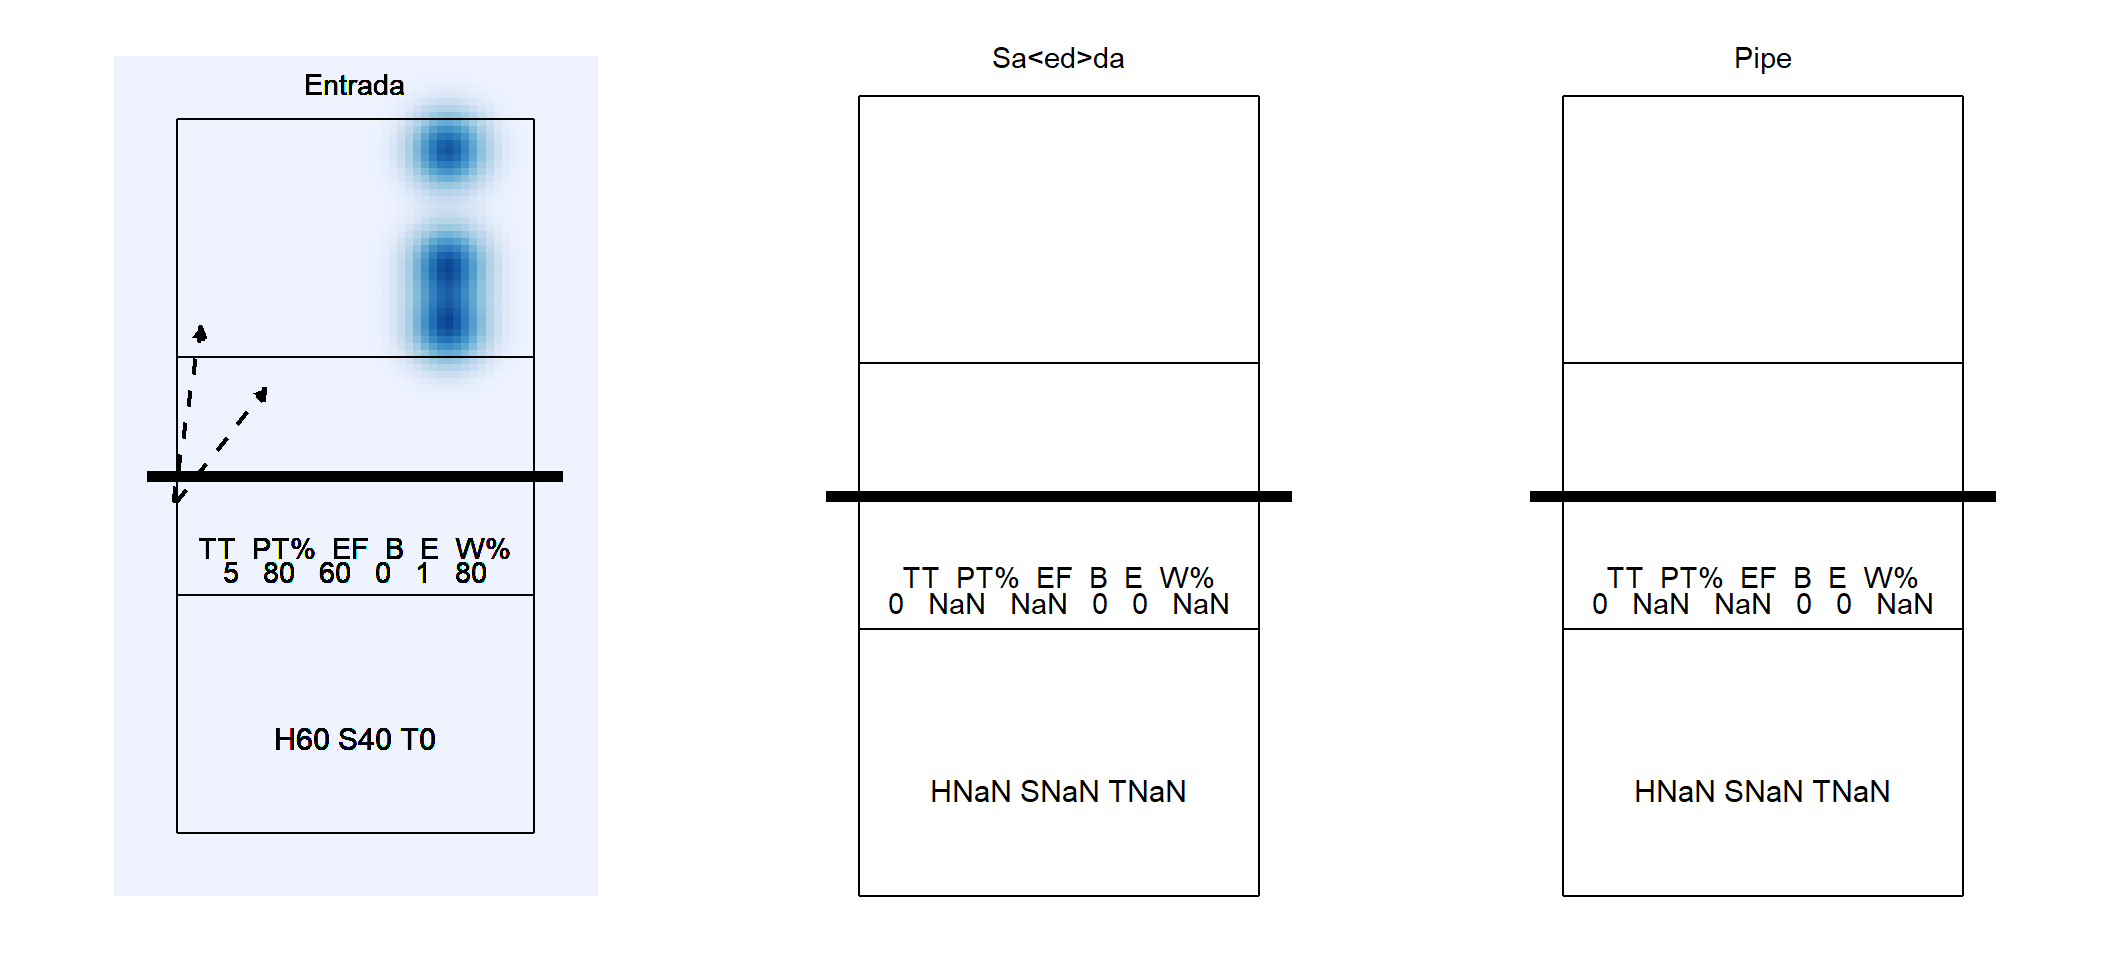 Entrada
TT PT% EF B E W%
5 80 60 0 1 80
H60 S40 T0
Sa<ed>da
TT PT% EF B E W%
0 NaN NaN 0 0 NaN
HNaN SNaN TNaN
Pipe
TT PT% EF B E W%
0 NaN NaN 0 0 NaN
HNaN SNaN TNaN